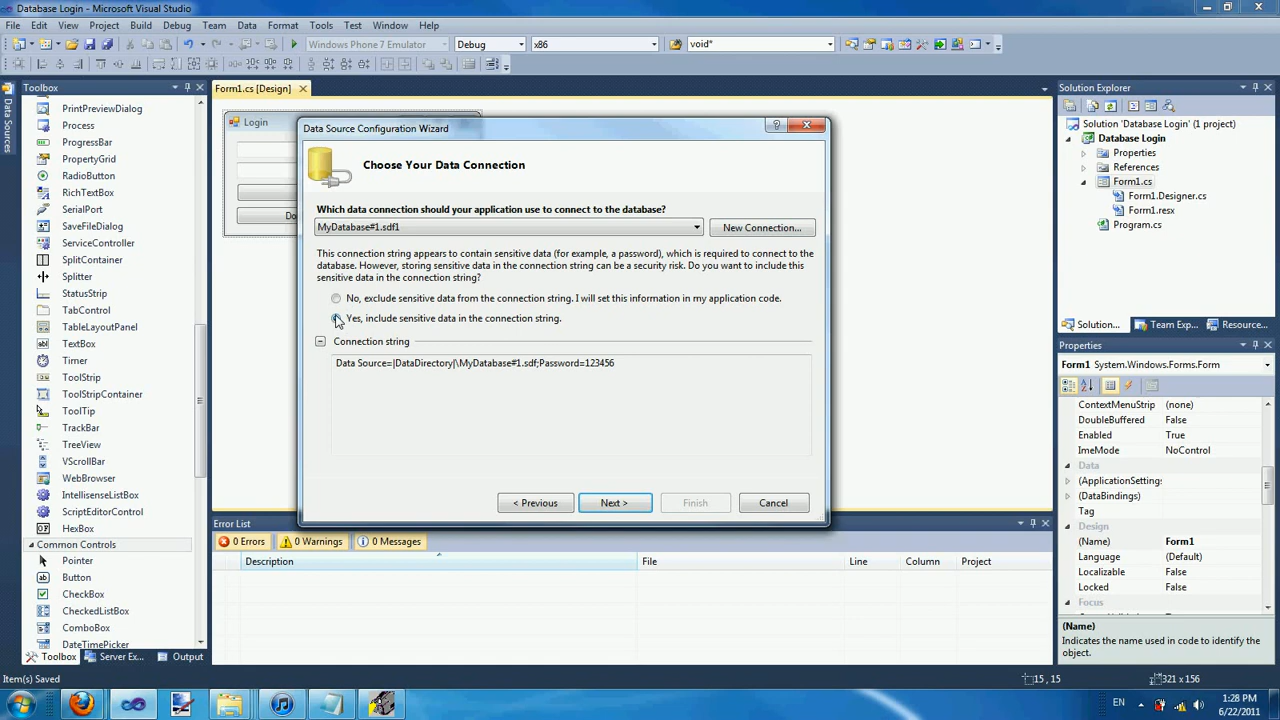 Database Login - Microsoft Visual Studio
File Edit View Project Build Debug Team Data Format Tools Test Window Help
Windows Phone 7 Emulator Debug x86 void*
Toolbox
PrintPreviewDialog
Process
ProgressBar
PropertyGrid
RadioButton
RichTextBox
SerialPort
SaveFileDialog
ServiceController
SplitContainer
Splitter
StatusStrip
TabControl
TableLayoutPanel
TextBox
Timer
ToolStrip
ToolStripContainer
ToolTip
TrackBar
TreeView
VScrollBar
WebBrowser
IntellisenseListBox
ScriptEditorControl
HexBox
Common Controls
Pointer
Button
CheckBox
CheckedListBox
ComboBox
DateTimePicker
Toolbox Server Ex... Output
Data Sources
Form1.cs [Design]
Login
Do
Data Source Configuration Wizard
Choose Your Data Connection
Which data connection should your application use to connect to the database?
MyDatabase#1.sdf1 New Connection...
This connection string appears to contain sensitive data (for example, a password), which is required to connect to the
database. However, storing sensitive data in the connection string can be a security risk. Do you want to include this
sensitive data in the connection string?
No, exclude sensitive data from the connection string. I will set this information in my application code.
Yes, include sensitive data in the connection string.
Connection string
Data Source=|DataDirectory|\MyDatabase#1.sdf;Password=123456
< Previous Next > Finish Cancel
Error List
0 Errors 0 Warnings 0 Messages
Description File Line Column Project
Solution Explorer
Solution 'Database Login' (1 project)
Database Login
Properties
References
Form1.cs
Form1.Designer.cs
Form1.resx
Program.cs
Solution... Team Exp... Resource...
Properties
Form1 System.Windows.Forms.Form
ContextMenuStrip (none)
DoubleBuffered False
Enabled True
ImeMode NoControl
Data
(ApplicationSettings
(DataBindings)
Tag
Design
(Name) Form1
Language (Default)
Localizable False
Locked False
Focus
(Name)
Indicates the name used in code to identify the
object.
Item(s) Saved 15 , 15 321 x 156
EN 1:28 PM
6/22/2011